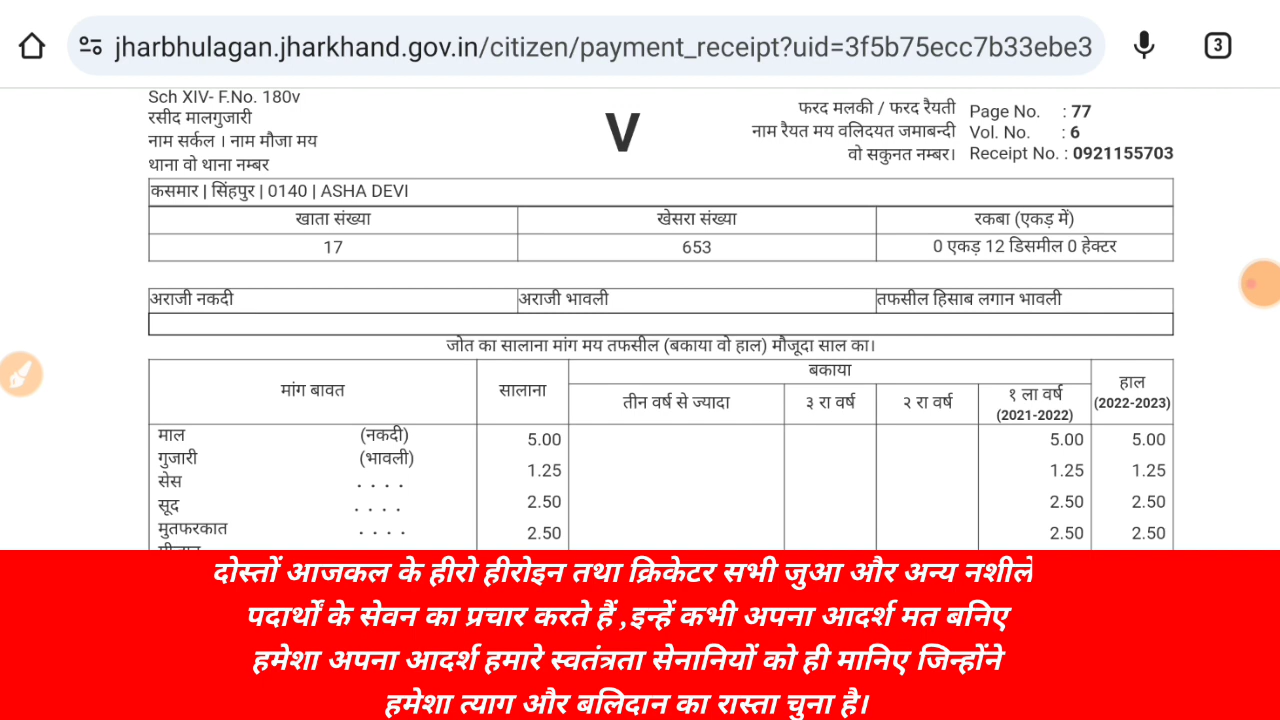 jharbhulagan.jharkhand.gov.in/citizen/payment_receipt?uid=3f5b75ecc7b33ebe3
3
Sch XIV- F.No. 180v
रसीद मालगुजारी
नाम सर्कल । नाम मौजा मय
थाना वो थाना नम्बर
V
फरद मलकी / फरद रैयती
नाम रैयत मय वलिदयत जमाबन्दी
वो सकुनत नम्बर।
Page No. : 77
Vol. No. : 6
Receipt No. : 0921155703
कसमार | सिंहपुर | 0140 | ASHA DEVI
खाता संख्या खेसरा संख्या रकबा (एकड़ में)
17 653 0 एकड़ 12 डिसमील 0 हेक्टर
अराजी नकदी अराजी भावली तफसील हिसाब लगान भावली
जोत का सालाना मांग मय तफसील (बकाया वो हाल) मौजूदा साल का।
मांग बावत सालाना बकाया हाल
(2022-2023)
तीन वर्ष से ज्यादा ३ रा वर्ष २ रा वर्ष १ ला वर्ष
(2021-2022)
माल (नकदी) 5.00 5.00 5.00
गुजारी (भावली)
सेस . . . . 1.25 1.25 1.25
सूद . . . . 2.50 2.50 2.50
मुतफरकात . . . . 2.50 2.50 2.50
दोस्तों आजकल के हीरो हीरोइन तथा क्रिकेटर सभी जुआ और अन्य नशीले
पदार्थों के सेवन का प्रचार करते हैं ,इन्हें कभी अपना आदर्श मत बनिए
हमेशा अपना आदर्श हमारे स्वतंत्रता सेनानियों को ही मानिए जिन्होंने
हमेशा त्याग और बलिदान का रास्ता चुना है।